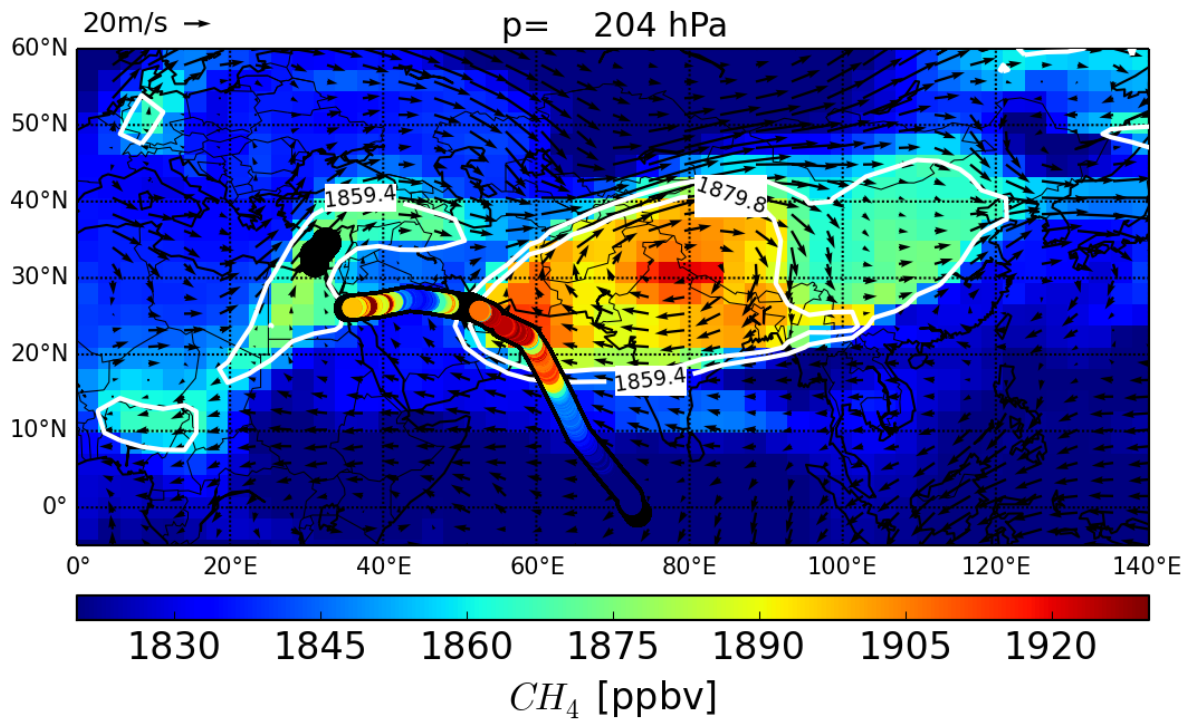 20m/s
p= 204 hPa
60°N
50°N
40°N
30°N
20°N
10°N
0°
1859.4
1879.8
1859.4
0° 20°E 40°E 60°E 80°E 100°E 120°E 140°E
1830 1845 1860 1875 1890 1905 1920
CH₄ [ppbv]